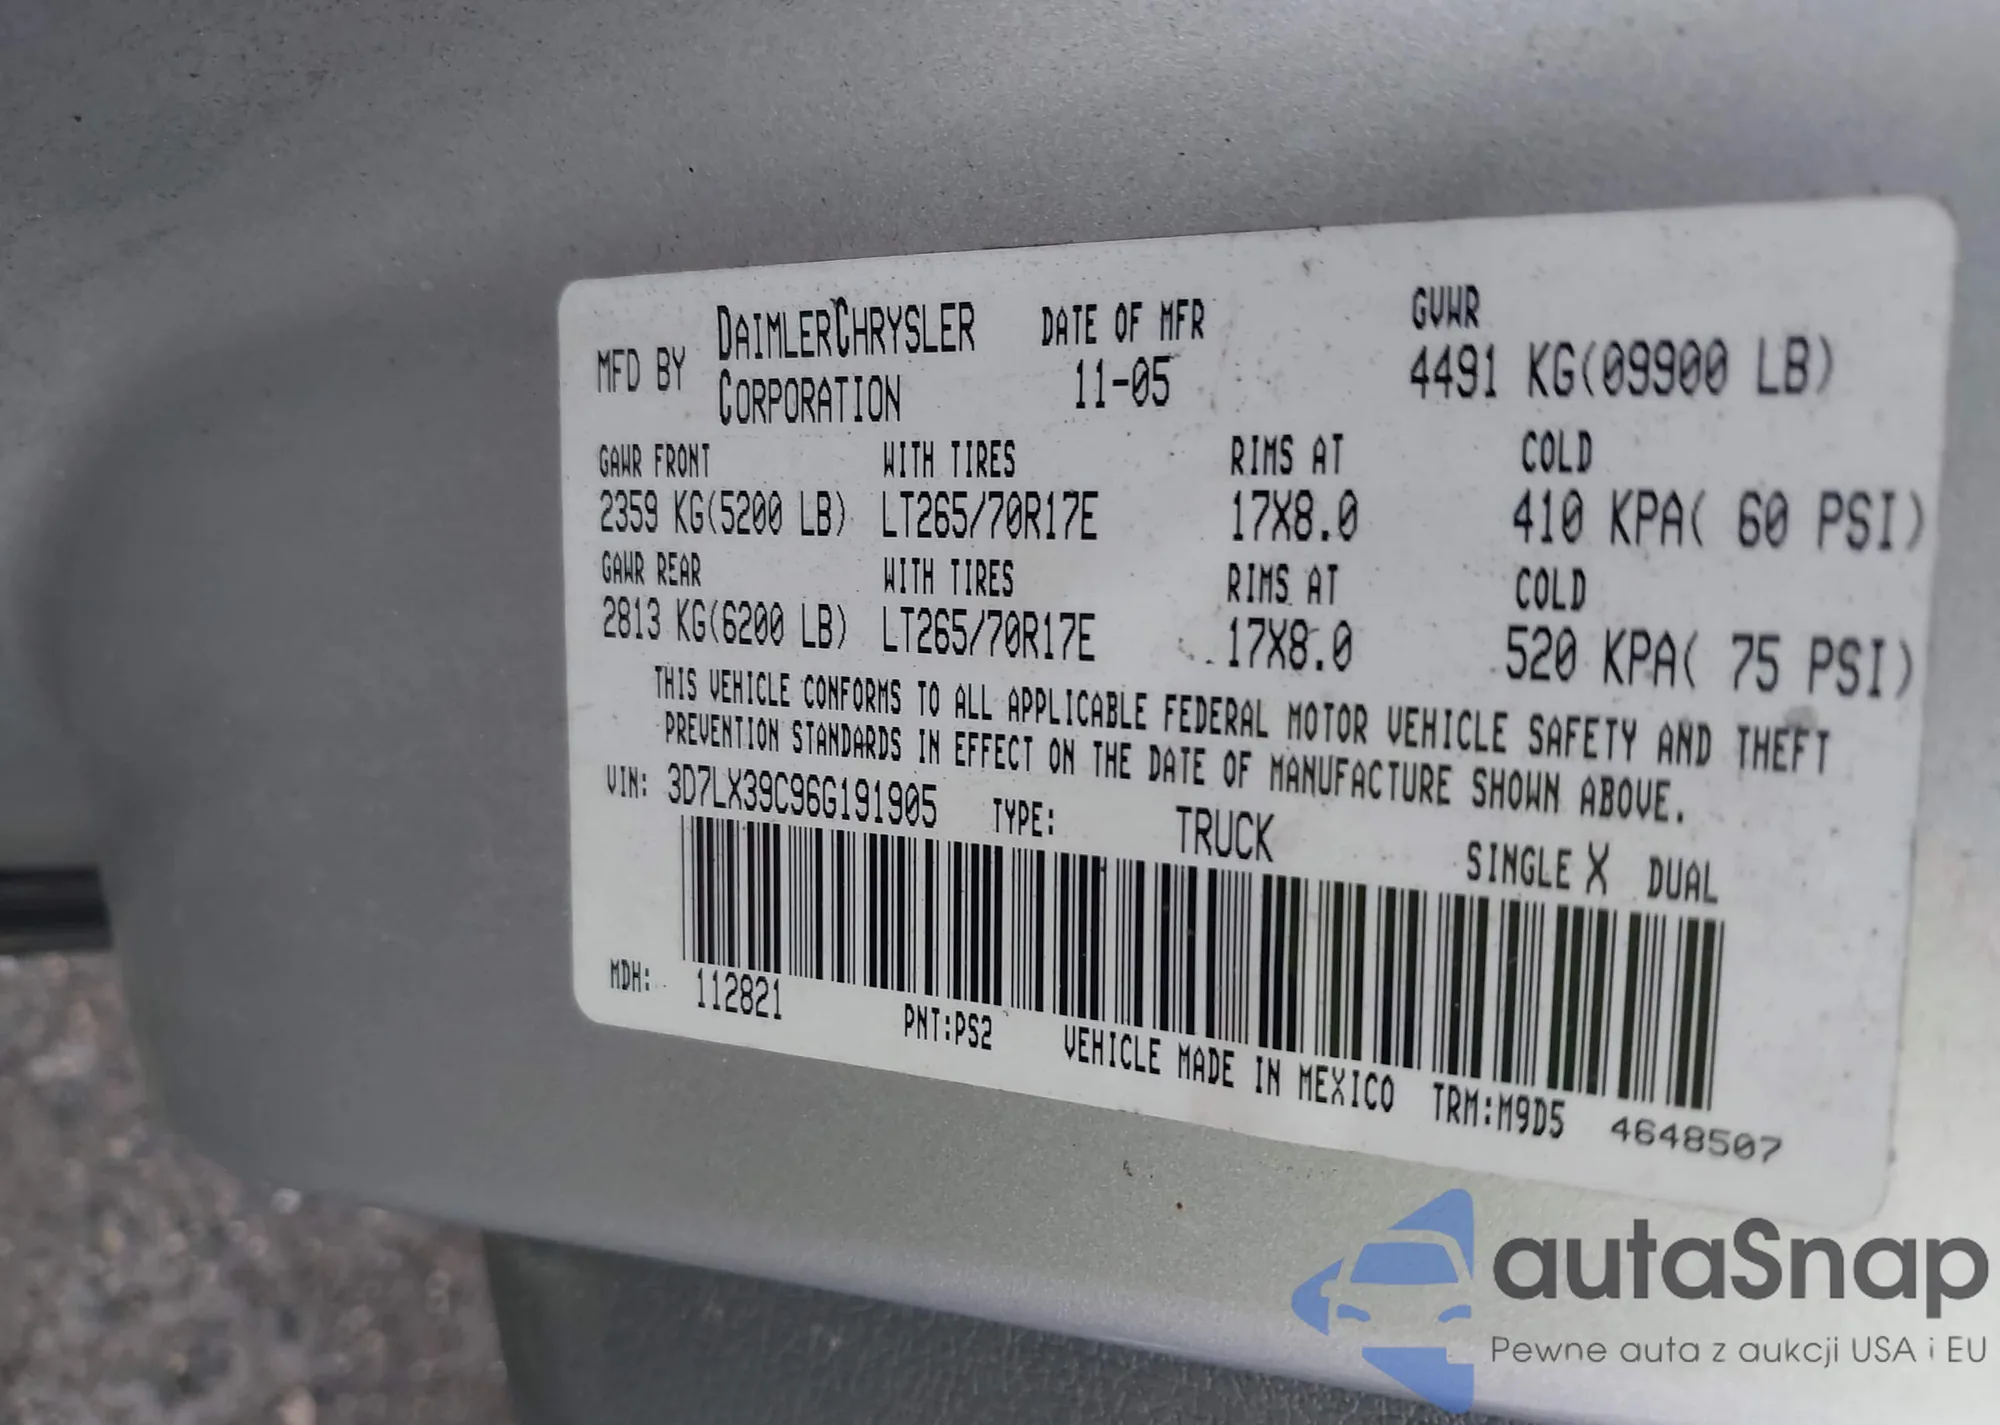 MFD BY DAIMLERCHRYSLER CORPORATION DATE OF MFR 11-05 GVWR 4491 KG(09900 LB)
GAWR FRONT WITH TIRES RIMS AT COLD
2359 KG(5200 LB) LT265/70R17E 17X8.0 410 KPA( 60 PSI)
GAWR REAR WITH TIRES RIMS AT COLD
2813 KG(6200 LB) LT265/70R17E 17X8.0 520 KPA( 75 PSI)
THIS VEHICLE CONFORMS TO ALL APPLICABLE FEDERAL MOTOR VEHICLE SAFETY AND THEFT
PREVENTION STANDARDS IN EFFECT ON THE DATE OF MANUFACTURE SHOWN ABOVE.
VIN: 3D7LX39C96G191905 TYPE: TRUCK SINGLE X DUAL
MDH: 112821 PNT:PS2 VEHICLE MADE IN MEXICO TRM:M9D5 4648507
autaSnap
Pewne auta z aukcji USA i EU